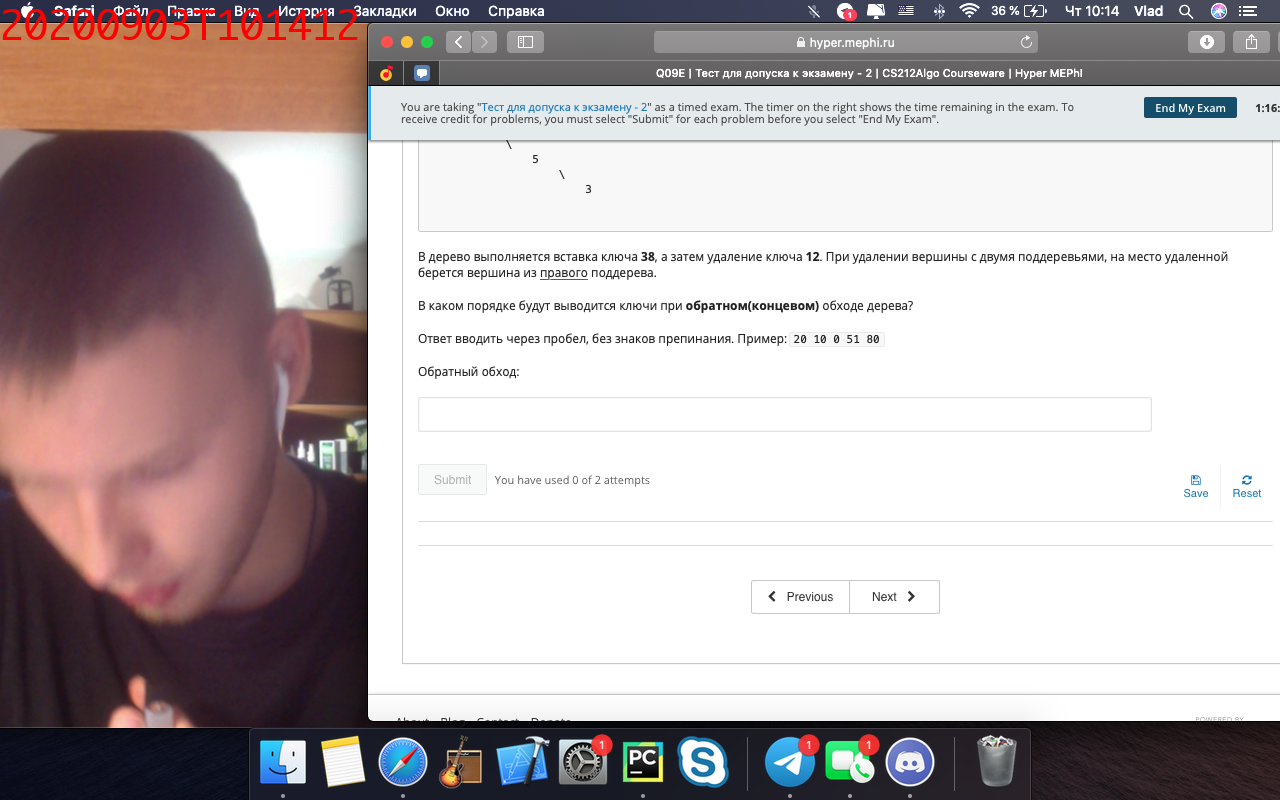 Safari Файл Правка Вид История Закладки Окно Справка 36 % Чт 10:14 Vlad
20200903T101412
hyper.mephi.ru
Q09E | Тест для допуска к экзамену - 2 | CS212Algo Courseware | Hyper MEPhI
You are taking "Тест для допуска к экзамену - 2" as a timed exam. The timer on the right shows the time remaining in the exam. To
receive credit for problems, you must select "Submit" for each problem before you select "End My Exam".
End My Exam
1:16:
\
5
\
3
В дерево выполняется вставка ключа 38, а затем удаление ключа 12. При удалении вершины с двумя поддеревьями, на место удаленной
берется вершина из правого поддерева.
В каком порядке будут выводится ключи при обратном(концевом) обходе дерева?
Ответ вводить через пробел, без знаков препинания. Пример: 20 10 0 51 80
Обратный обход:
Submit You have used 0 of 2 attempts
Save Reset
Previous Next
About Blog Contact Donate
POWERED BY
1
PC
1 1